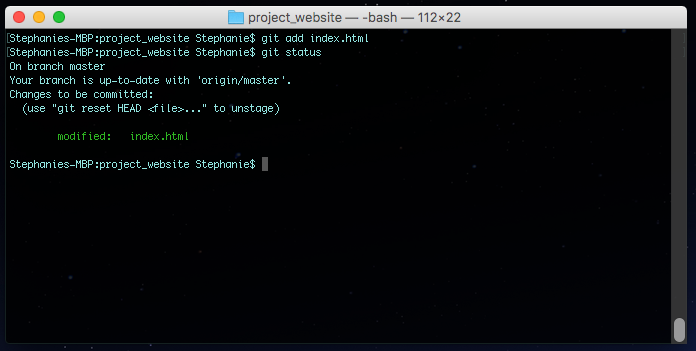 project_website — -bash — 112×22
[Stephanies-MBP:project_website Stephanie$ git add index.html
[Stephanies-MBP:project_website Stephanie$ git status
On branch master
Your branch is up-to-date with 'origin/master'.
Changes to be committed:
  (use "git reset HEAD <file>..." to unstage)
        modified:   index.html
Stephanies-MBP:project_website Stephanie$